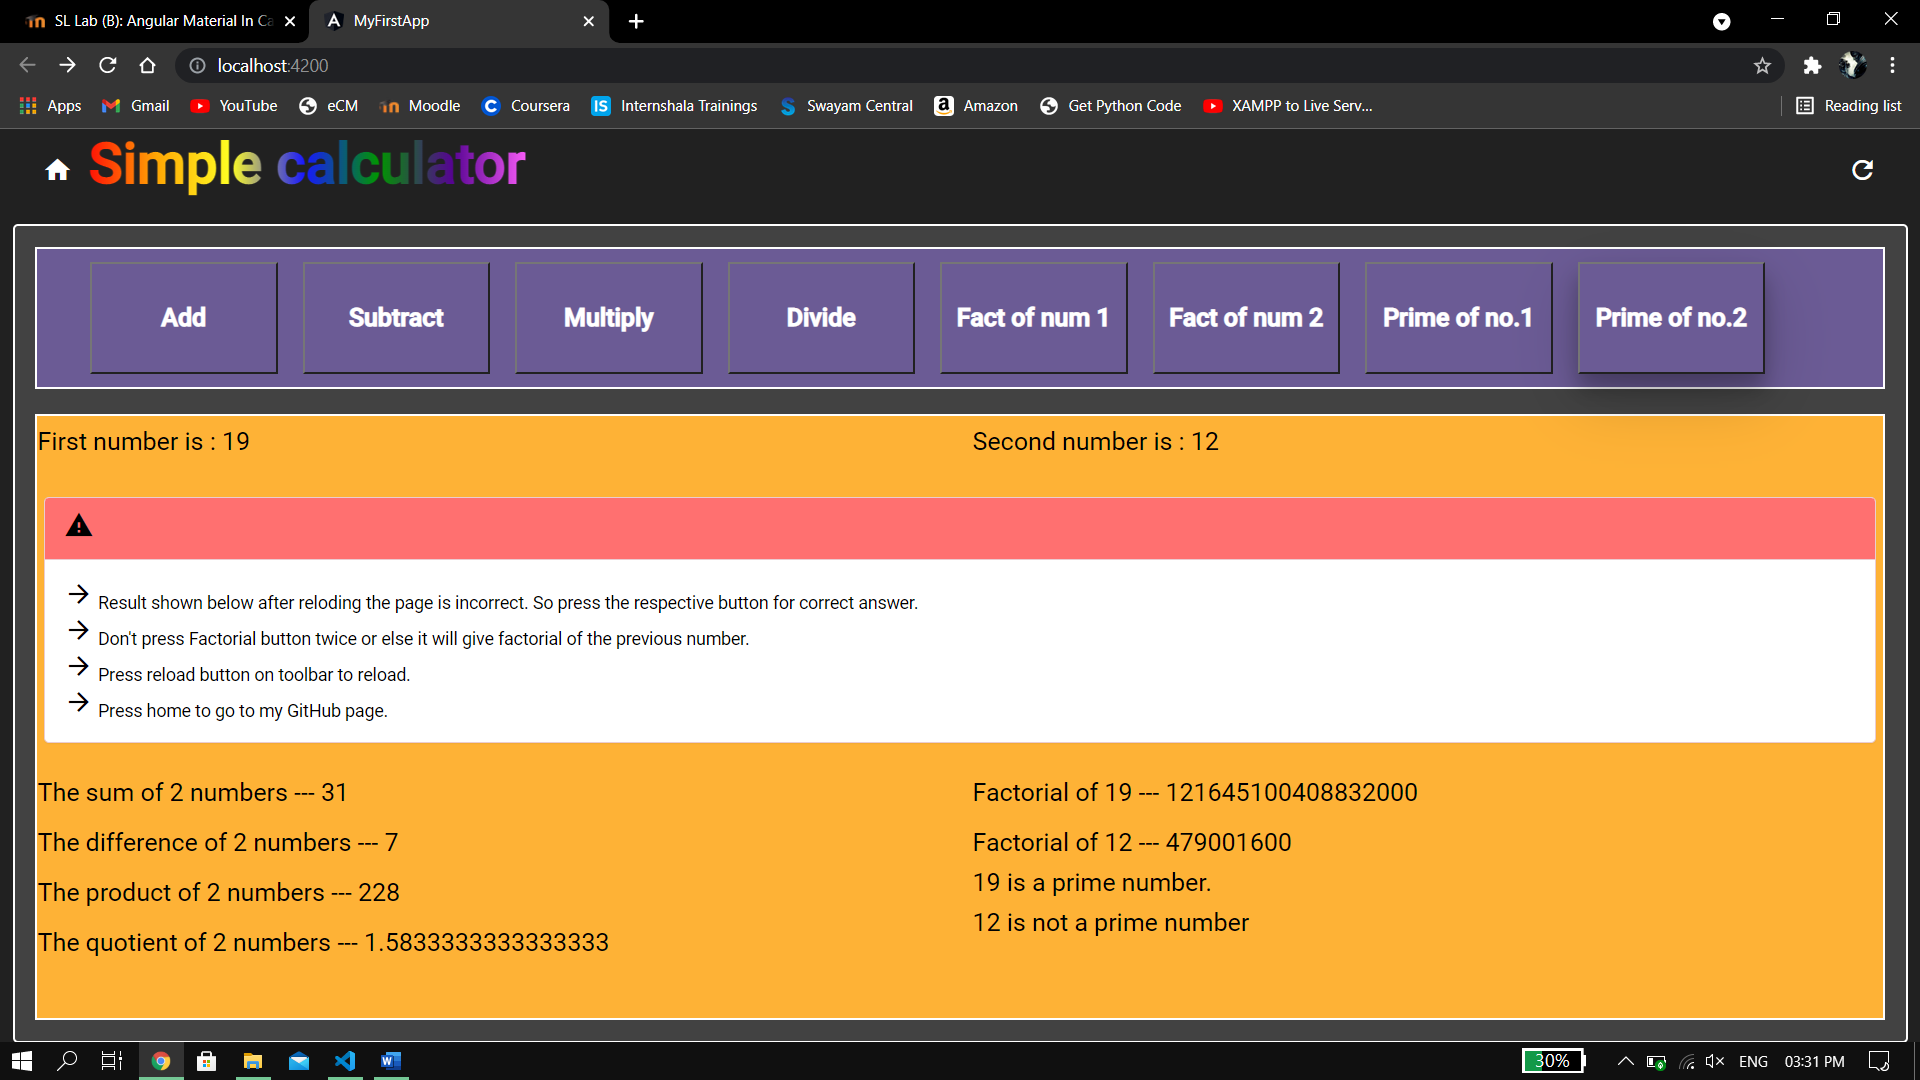 SL Lab (B): Angular Material In Ca
MyFirstApp
localhost:4200
Apps
Gmail
YouTube
eCM
Moodle
Coursera
Internshala Trainings
Swayam Central
Amazon
Get Python Code
XAMPP to Live Serv...
Reading list
Simple calculator
Add
Subtract
Multiply
Divide
Fact of num 1
Fact of num 2
Prime of no.1
Prime of no.2
First number is : 19
Second number is : 12
Result shown below after reloding the page is incorrect. So press the respective button for correct answer.
Don't press Factorial button twice or else it will give factorial of the previous number.
Press reload button on toolbar to reload.
Press home to go to my GitHub page.
The sum of 2 numbers --- 31
The difference of 2 numbers --- 7
The product of 2 numbers --- 228
The quotient of 2 numbers --- 1.5833333333333333
Factorial of 19 --- 121645100408832000
Factorial of 12 --- 479001600
19 is a prime number.
12 is not a prime number
30%
ENG
03:31 PM